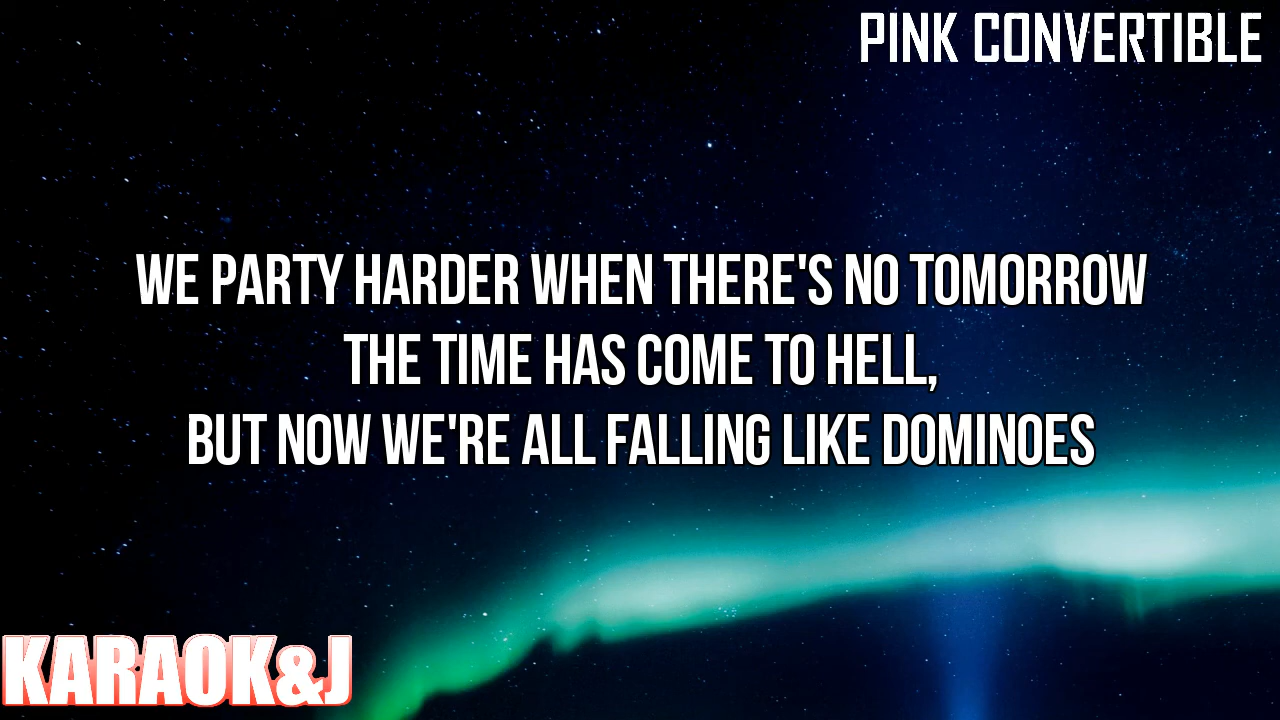 PINK CONVERTIBLE
WE PARTY HARDER WHEN THERE'S NO TOMORROW
THE TIME HAS COME TO HELL,
BUT NOW WE'RE ALL FALLING LIKE DOMINOES
KARAOK&J